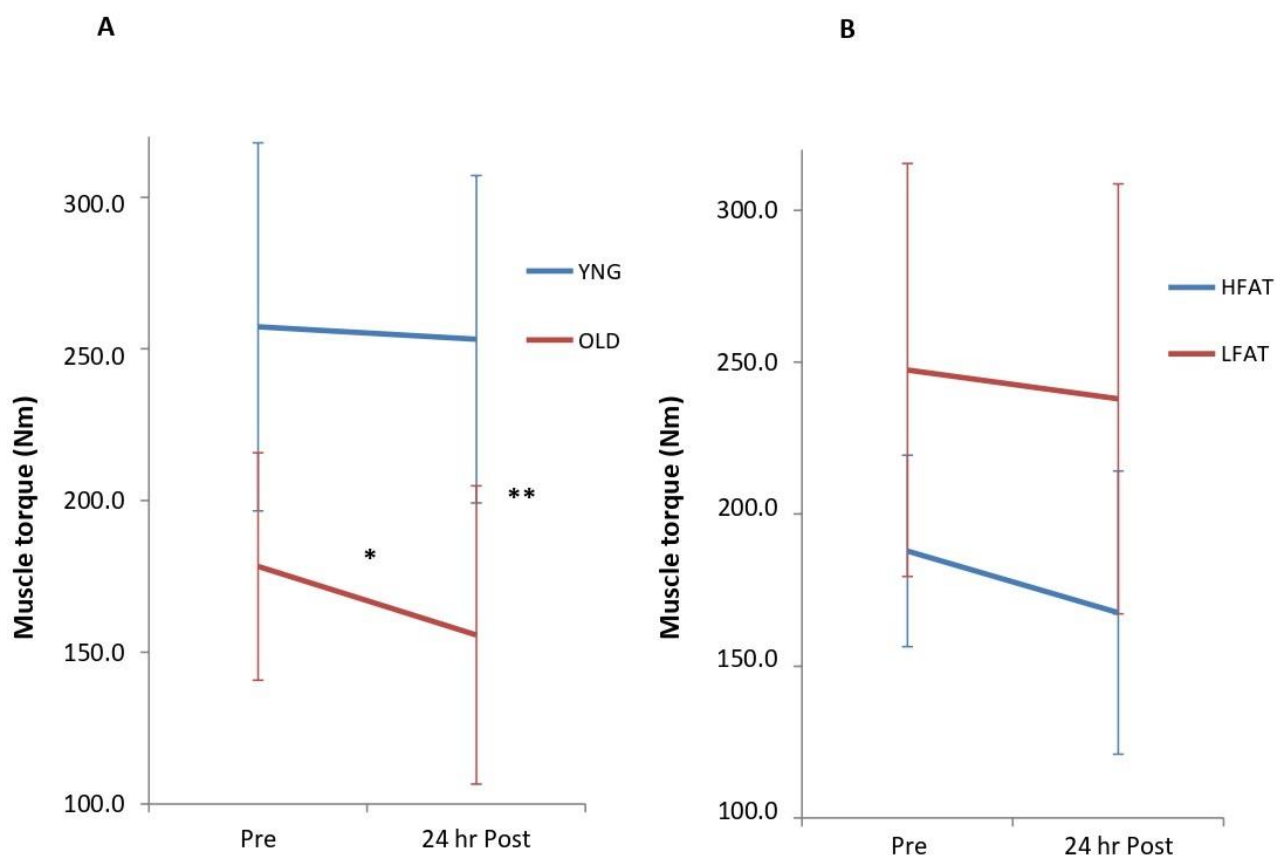 A
Muscle torque (Nm)
300.0
250.0
200.0
150.0
100.0
Pre
24 hr Post
YNG
OLD
*
**
B
Muscle torque (Nm)
300.0
250.0
200.0
150.0
100.0
Pre
24 hr Post
HFAT
LFAT